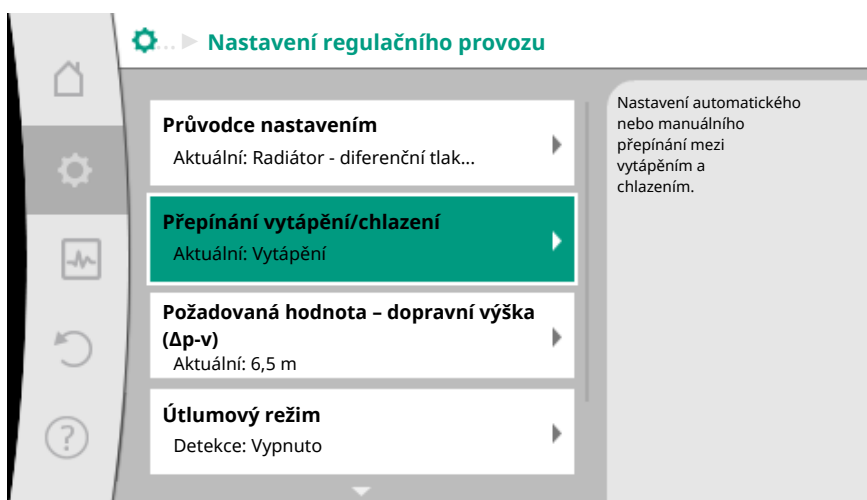 ... Nastavení regulačního provozu
Průvodce nastavením
Aktuální: Radiátor - diferenční tlak...
Přepínání vytápění/chlazení
Aktuální: Vytápění
Požadovaná hodnota – dopravní výška
(Δp-v)
Aktuální: 6,5 m
Útlumový režim
Detekce: Vypnuto
Nastavení automatického
nebo manuálního
přepínání mezi
vytápěním a
chlazením.
?